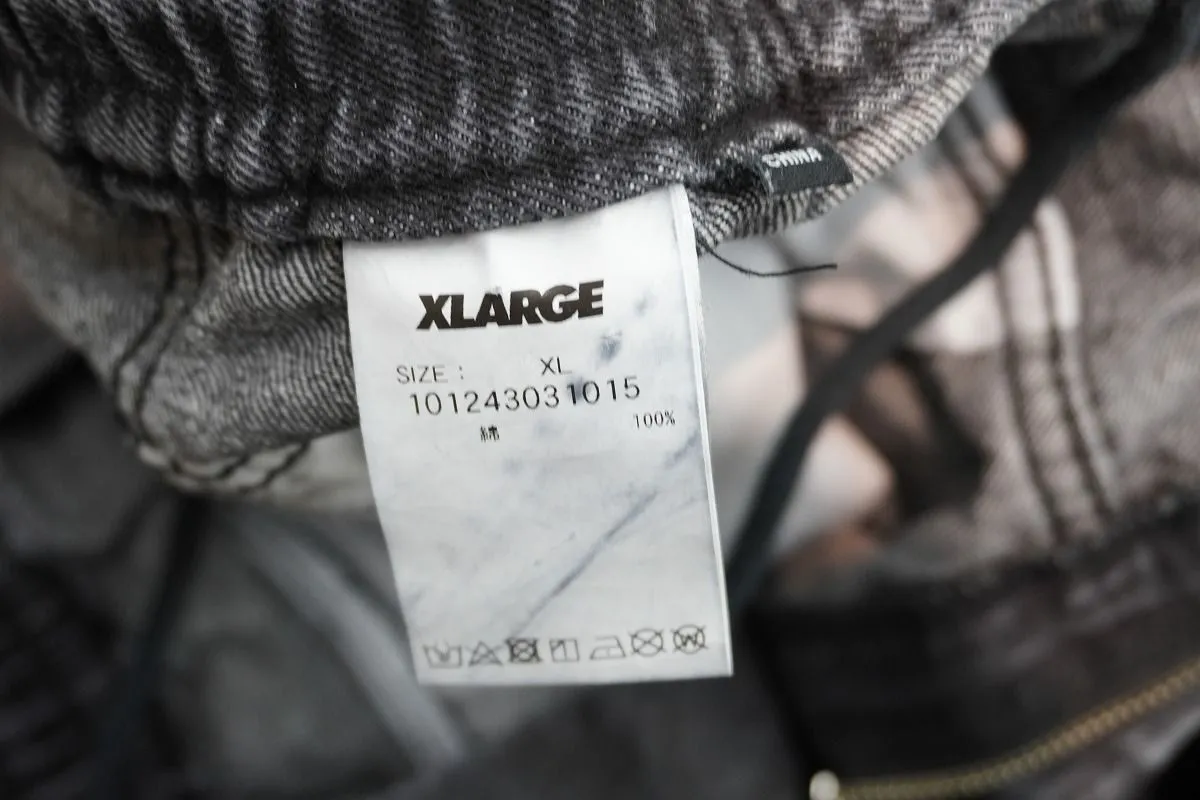 CHINA
XLARGE
SIZE : XL
101243031015
綿 100%
W